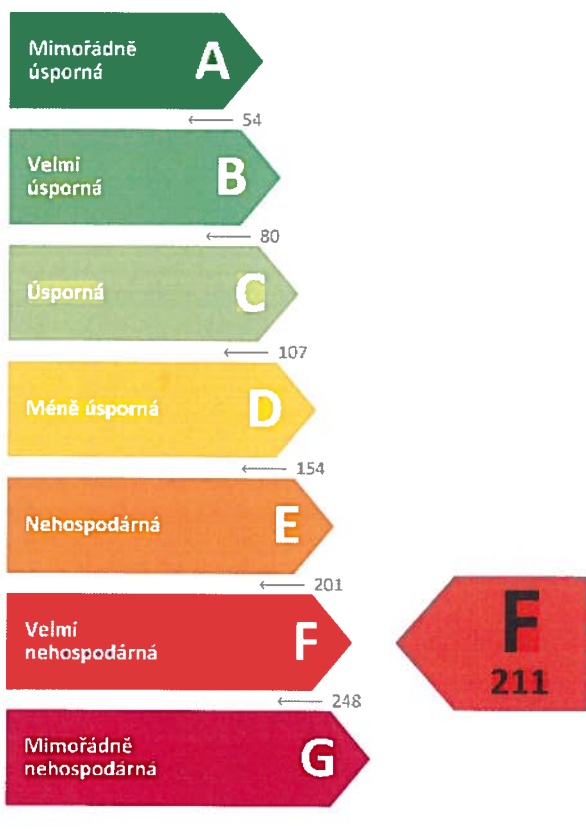 Mimořádně
úsporná
A
54
Velmi
úsporná
B
80
Úsporná
C
107
Méně úsporná
D
154
Nehospodárná
E
201
Velmi
nehospodárná
F
F
211
248
Mimořádně
nehospodárná
G